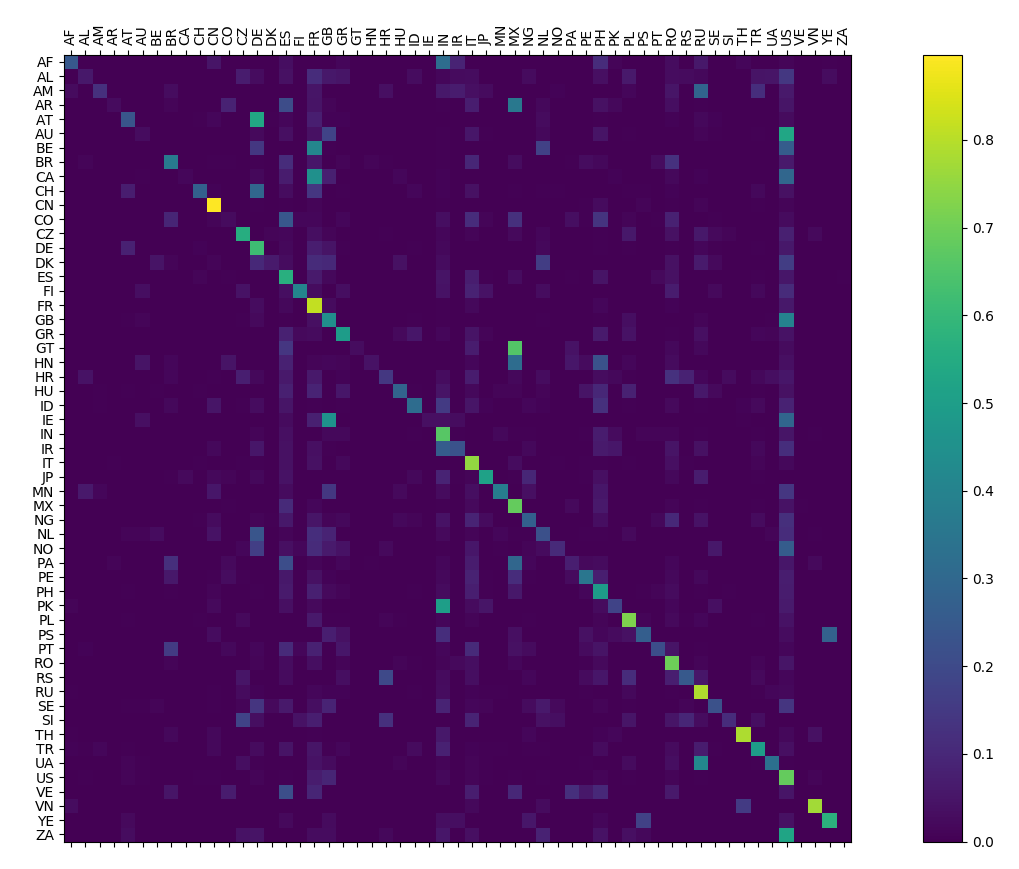 AF AL AM AR AT AU BE BR CA CH CN CO CZ DE DK ES FI FR GB GR GT HN HR HU ID IE IN IR IT JP MN MX NG NL NO PA PE PH PK PL PS PT RO RS RU SE SI TH TR UA US VE VN YE ZA
AF
AL
AM
AR
AT
AU
BE
BR
CA
CH
CN
CO
CZ
DE
DK
ES
FI
FR
GB
GR
GT
HN
HR
HU
ID
IE
IN
IR
IT
JP
MN
MX
NG
NL
NO
PA
PE
PH
PK
PL
PS
PT
RO
RS
RU
SE
SI
TH
TR
UA
US
VE
VN
YE
ZA
0.8
0.7
0.6
0.5
0.4
0.3
0.2
0.1
0.0